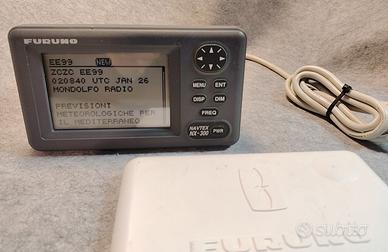 FURUNO
EE99 NEW
ZCZC EE99
020840 UTC JAN 26
MONDOLFO RADIO
PREVISIONI
METEOROLOGICHE PER
IL MEDITERRANEO
MENU ENT
DISP DIM
FREQ
NAVTEX
NX-300 PWR
FURUNO
subito